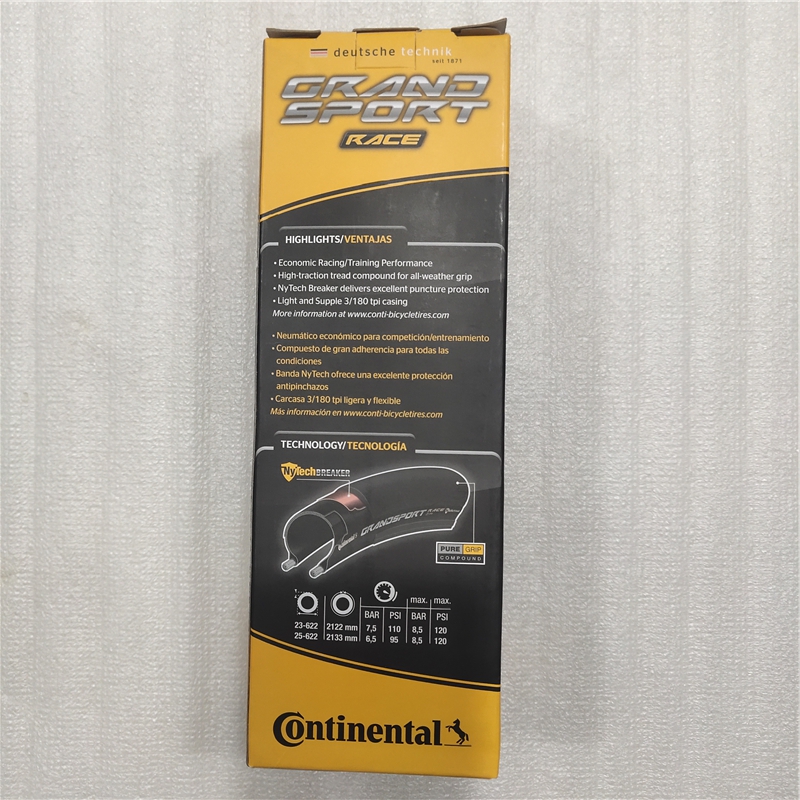 deutsche technik
seit 1871
GRAND
SPORT
RACE
HIGHLIGHTS/VENTAJAS
• Economic Racing/Training Performance
• High-traction tread compound for all-weather grip
• NyTech Breaker delivers excellent puncture protection
• Light and Supple 3/180 tpi casing
More information at www.conti-bicycletires.com
• Neumático económico para competición/entrenamiento
• Compuesto de gran adherencia para todas las
condiciones
• Banda NyTech ofrece una excelente protección
antipinchazos
• Carcasa 3/180 tpi ligera y flexible
Más información en www.conti-bicycletires.com
TECHNOLOGY/TECNOLOGÍA
NyTechBREAKER
GRANDSPORT RACE
PURE GRIP
COMPOUND
max. max.
BAR PSI BAR PSI
23-622 2122 mm 7,5 110 8,5 120
25-622 2133 mm 6,5 95 8,5 120
Continental